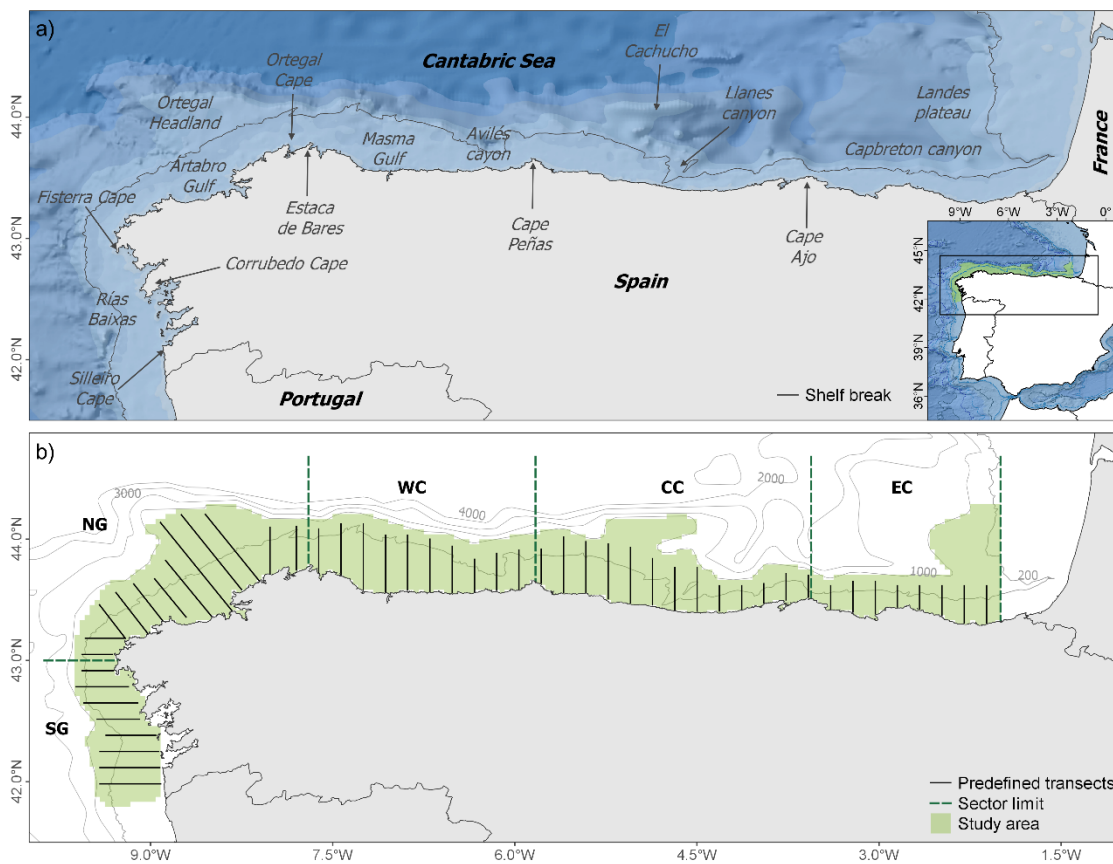 a)
Cantabric Sea
El
Cachucho
Ortegal
Cape
Ortegal
Headland
Llanes
canyon
Landes
plateau
Masma
Gulf
Avilés
cayon
Capbreton canyon
Artabro
Gulf
Fisterra Cape
Estaca
de Bares
Cape
Peñas
Cape
Ajo
Corrubedo Cape
Spain
France
Rías
Baixas
Silleiro
Cape
Portugal
Shelf break
44.0°N
43.0°N
42.0°N
9°W 6°W 3°W 0°
45°N
42°N
39°N
36°N
b)
NG
WC
CC
EC
SG
3000
4000
2000
1000
200
44.0°N
43.0°N
42.0°N
Predefined transects
Sector limit
Study area
9.0°W 7.5°W 6.0°W 4.5°W 3.0°W 1.5°W